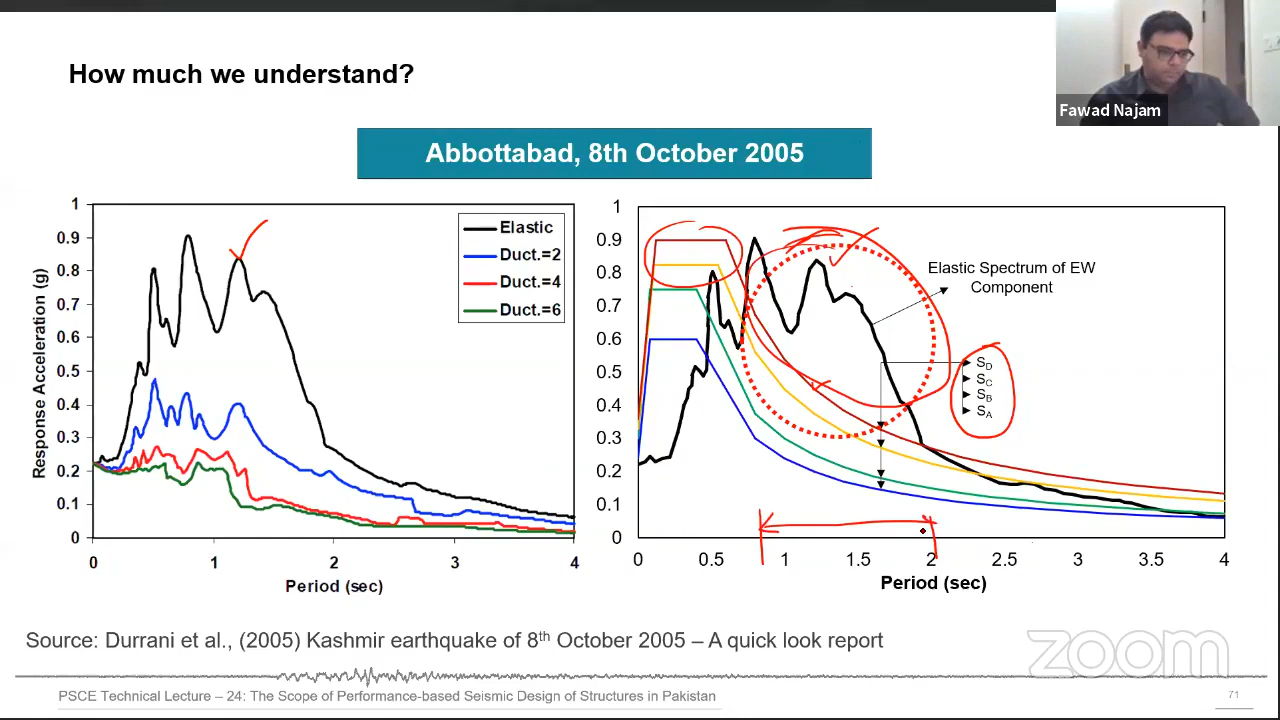 How much we understand?
Fawad Najam
Abbottabad, 8th October 2005
Response Acceleration (g)
1
0.9
0.8
0.7
0.6
0.5
0.4
0.3
0.2
0.1
0
0 1 2 3 4
Period (sec)
Elastic
Duct.=2
Duct.=4
Duct.=6
1
0.9
0.8
0.7
0.6
0.5
0.4
0.3
0.2
0.1
0
0 0.5 1 1.5 2 2.5 3 3.5 4
Period (sec)
Elastic Spectrum of EW
Component
SD
SC
SB
SA
Source: Durrani et al., (2005) Kashmir earthquake of 8th October 2005 – A quick look report
zoom
PSCE Technical Lecture – 24: The Scope of Performance-based Seismic Design of Structures in Pakistan
71